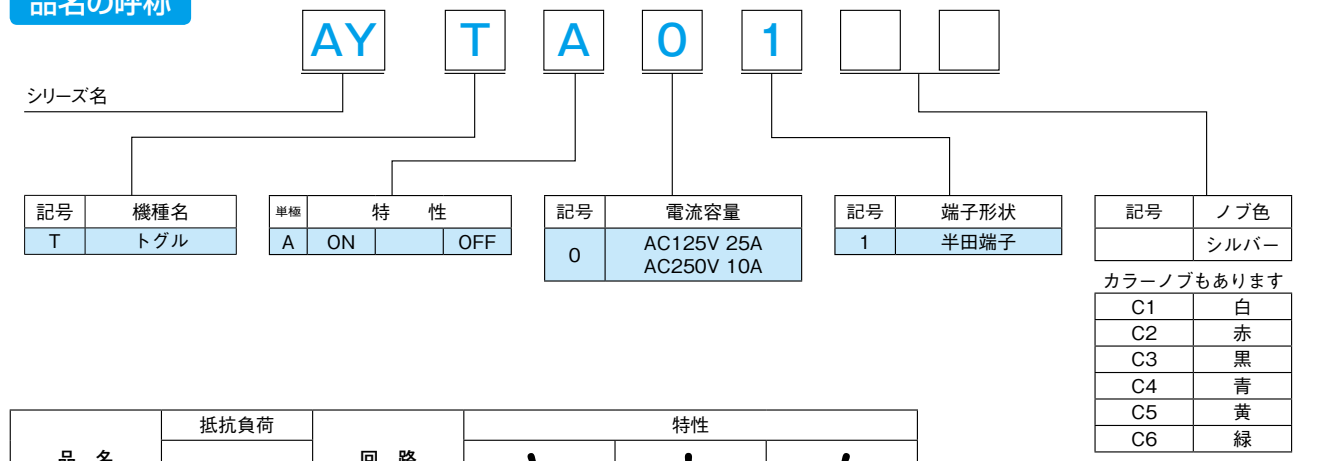 品名の呼称
AY T A 0 1
シリーズ名
記号 機種名
T トグル
単極 特 性
A ON OFF
記号 電流容量
0 AC125V 25A
AC250V 10A
記号 端子形状
1 半田端子
記号 ノブ色
シルバー
カラーノブもあります
C1 白
C2 赤
C3 黒
C4 青
C5 黄
C6 緑
抵抗負荷 特性
品 名 回 路